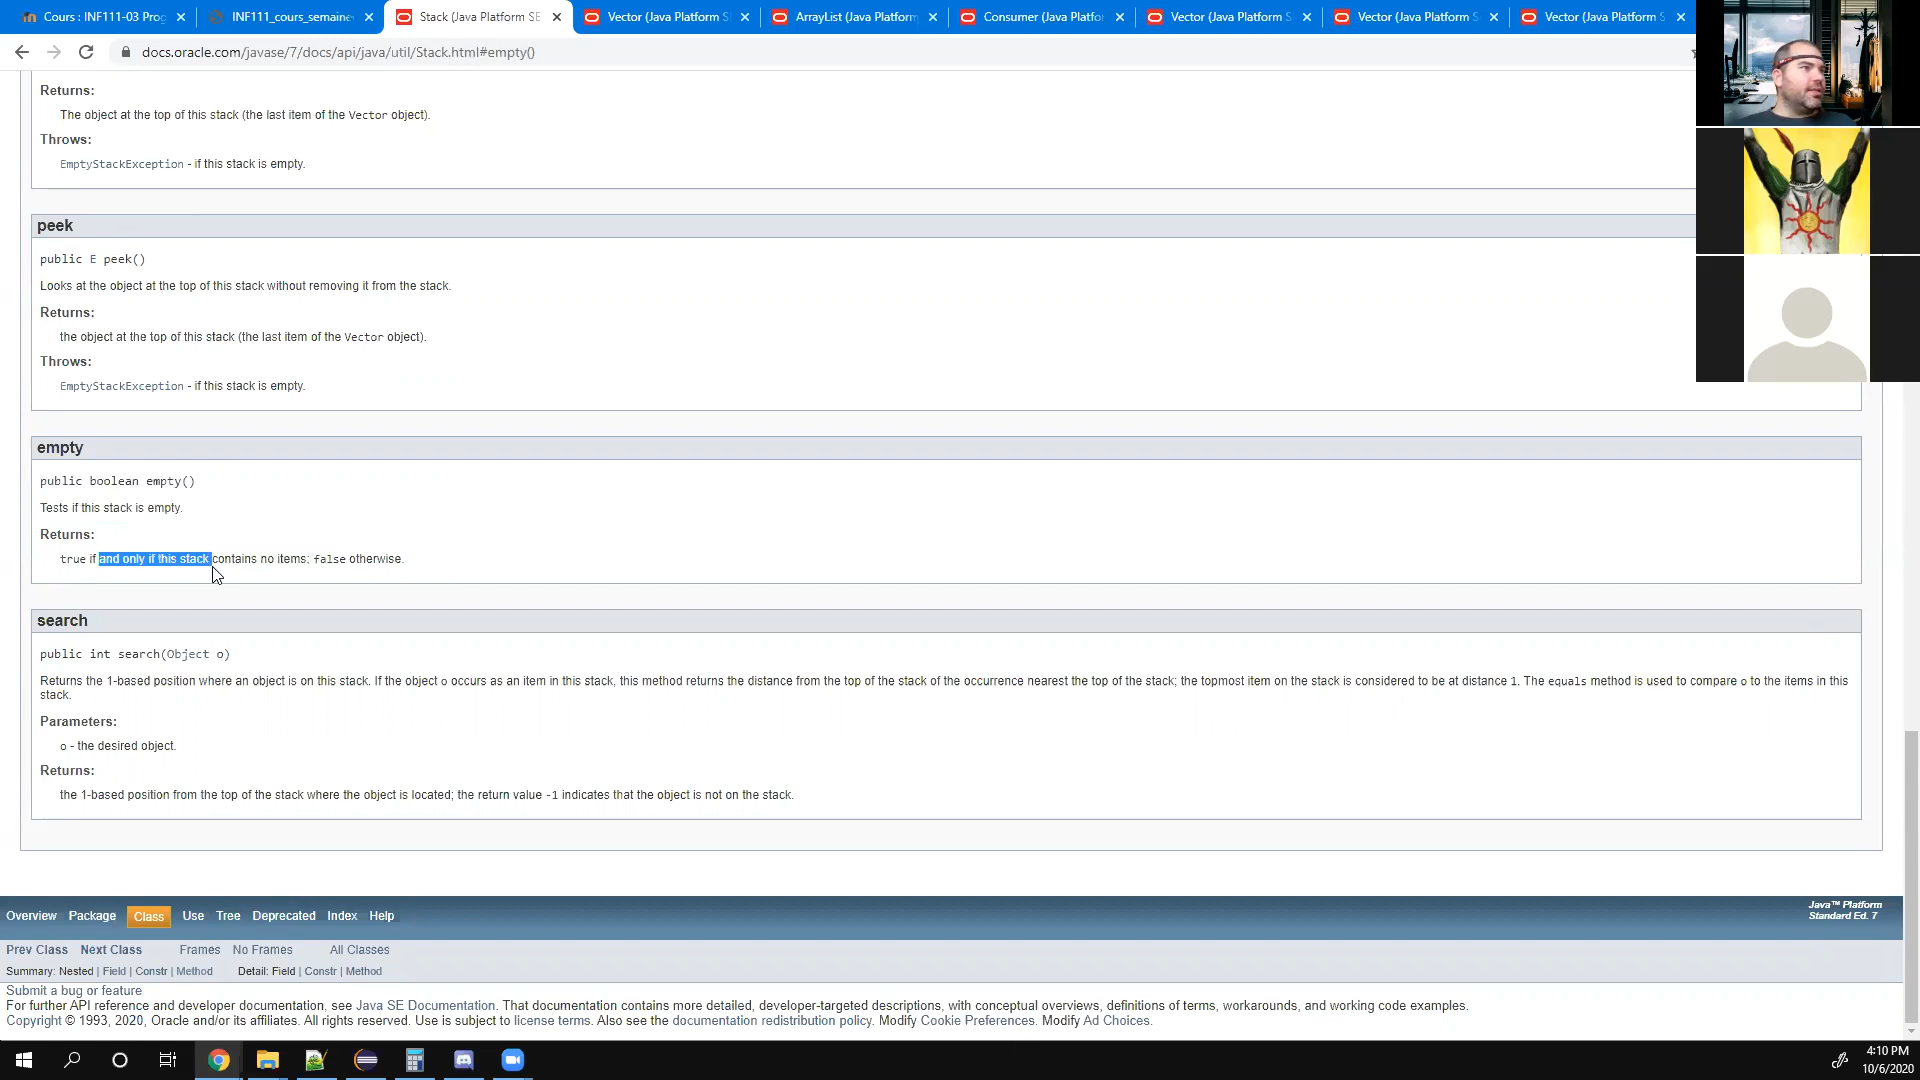 Cours : INF111-03 Prog
INF111_cours_semaine
Stack (Java Platform SE
Vector (Java Platform S
ArrayList (Java Platform
Consumer (Java Platfor
Vector (Java Platform S
Vector (Java Platform S
Vector (Java Platform S
docs.oracle.com/javase/7/docs/api/java/util/Stack.html#empty()
Returns:
The object at the top of this stack (the last item of the Vector object).
Throws:
EmptyStackException - if this stack is empty.
peek
public E peek()
Looks at the object at the top of this stack without removing it from the stack.
Returns:
the object at the top of this stack (the last item of the Vector object).
Throws:
EmptyStackException - if this stack is empty.
empty
public boolean empty()
Tests if this stack is empty.
Returns:
true if and only if this stack contains no items; false otherwise.
search
public int search(Object o)
Returns the 1-based position where an object is on this stack. If the object o occurs as an item in this stack, this method returns the distance from the top of the stack of the occurrence nearest the top of the stack; the topmost item on the stack is considered to be at distance 1. The equals method is used to compare o to the items in this
stack.
Parameters:
o - the desired object.
Returns:
the 1-based position from the top of the stack where the object is located; the return value -1 indicates that the object is not on the stack.
Overview Package Class Use Tree Deprecated Index Help
Java™ Platform
Standard Ed. 7
Prev Class Next Class Frames No Frames All Classes
Summary: Nested | Field | Constr | Method Detail: Field | Constr | Method
Submit a bug or feature
For further API reference and developer documentation, see Java SE Documentation. That documentation contains more detailed, developer-targeted descriptions, with conceptual overviews, definitions of terms, workarounds, and working code examples.
Copyright © 1993, 2020, Oracle and/or its affiliates. All rights reserved. Use is subject to license terms. Also see the documentation redistribution policy. Modify Cookie Preferences. Modify Ad Choices.
4:10 PM
10/6/2020